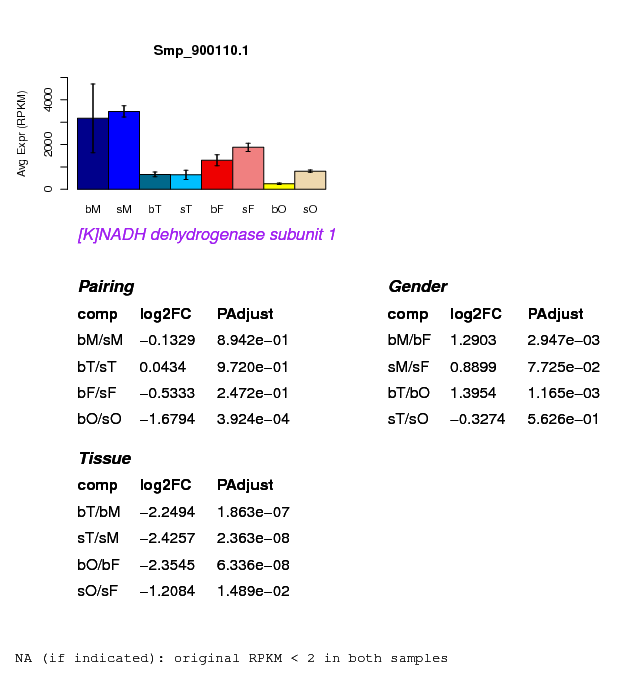 Smp_900110.1
Avg Expr (RPKM)
4000
2000
0
bM sM bT sT bF sF bO sO
[K]NADH dehydrogenase subunit 1
Pairing
comp log2FC PAdjust
bM/sM −0.1329 8.942e−01
bT/sT 0.0434 9.720e−01
bF/sF −0.5333 2.472e−01
bO/sO −1.6794 3.924e−04
Gender
comp log2FC PAdjust
bM/bF 1.2903 2.947e−03
sM/sF 0.8899 7.725e−02
bT/bO 1.3954 1.165e−03
sT/sO −0.3274 5.626e−01
Tissue
comp log2FC PAdjust
bT/bM −2.2494 1.863e−07
sT/sM −2.4257 2.363e−08
bO/bF −2.3545 6.336e−08
sO/sF −1.2084 1.489e−02
NA (if indicated): original RPKM < 2 in both samples